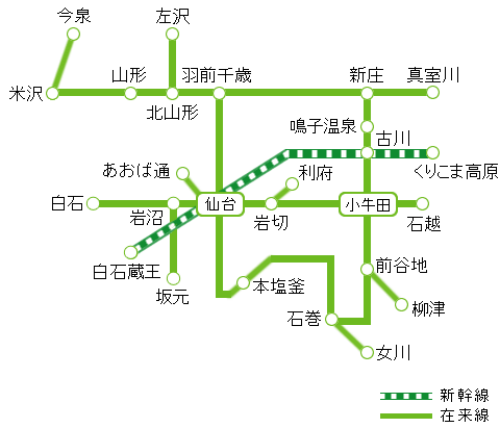 今泉
左沢
山形
羽前千歳
新庄
真室川
米沢
北山形
鳴子温泉
古川
あおば通
利府
くりこま高原
白石
仙台
小牛田
岩沼
岩切
石越
白石蔵王
坂元
本塩釜
前谷地
石巻
柳津
女川
新幹線
在来線